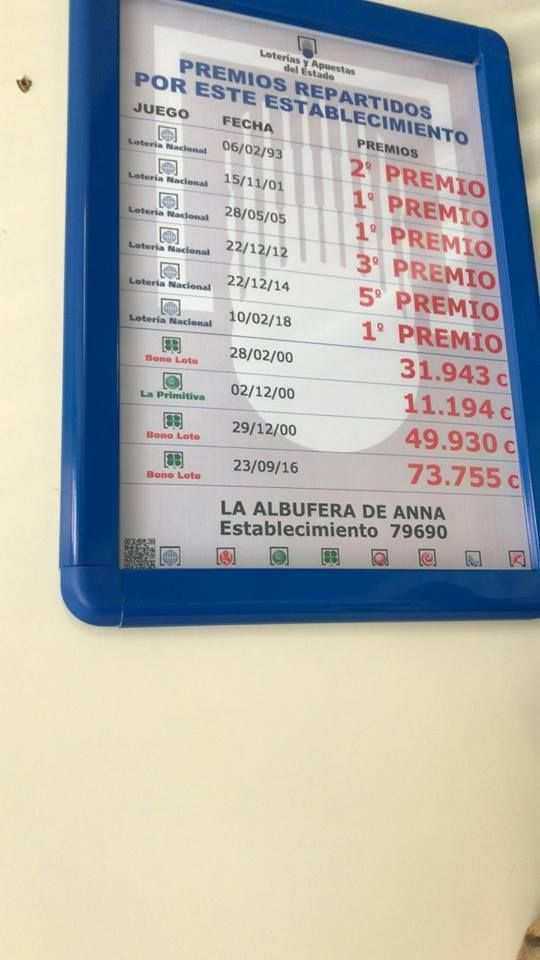 Loterías y Apuestas
del Estado
PREMIOS REPARTIDOS
POR ESTE ESTABLECIMIENTO
JUEGO FECHA PREMIOS
Lotería Nacional 06/02/93 2º PREMIO
Lotería Nacional 15/11/01 1º PREMIO
Lotería Nacional 28/05/05 1º PREMIO
Lotería Nacional 22/12/12 3º PREMIO
Lotería Nacional 22/12/14 5º PREMIO
Lotería Nacional 10/02/18 1º PREMIO
Bono Loto 28/02/00 31.943 €
La Primitiva 02/12/00 11.194 €
Bono Loto 29/12/00 49.930 €
Bono Loto 23/09/16 73.755 €
LA ALBUFERA DE ANNA
Establecimiento 79690